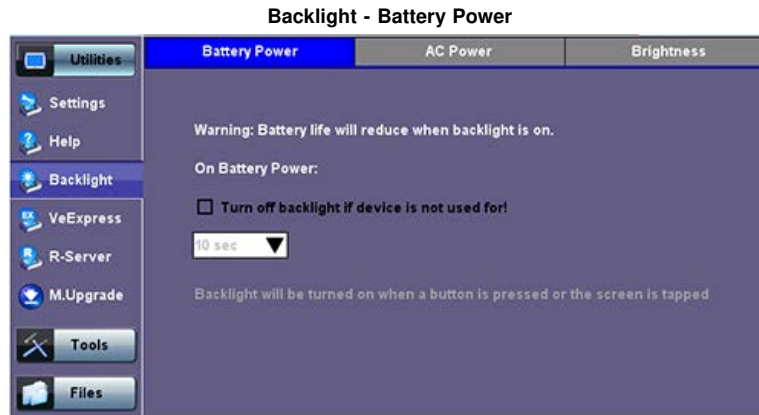 Backlight - Battery Power
Utilities
Battery Power
AC Power
Brightness
Settings
Help
Backlight
VeExpress
R-Server
M.Upgrade
Tools
Files
Warning: Battery life will reduce when backlight is on.
On Battery Power:
Turn off backlight if device is not used for!
10 sec
Backlight will be turned on when a button is pressed or the screen is tapped